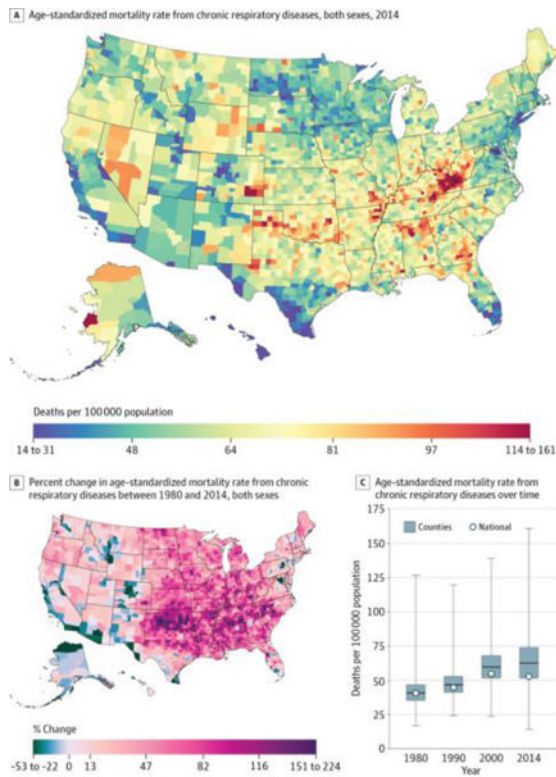 A Age-standardized mortality rate from chronic respiratory diseases, both sexes, 2014
Deaths per 100 000 population
14 to 31 48 64 81 97 114 to 161
B Percent change in age-standardized mortality rate from chronic
respiratory diseases between 1980 and 2014, both sexes
% Change
-53 to -22 0 13 47 82 116 151 to 224
C Age-standardized mortality rate from
chronic respiratory diseases over time
Counties National
Deaths per 100 000 population
175
150
125
100
75
50
25
0
1980 1990 2000 2014
Year